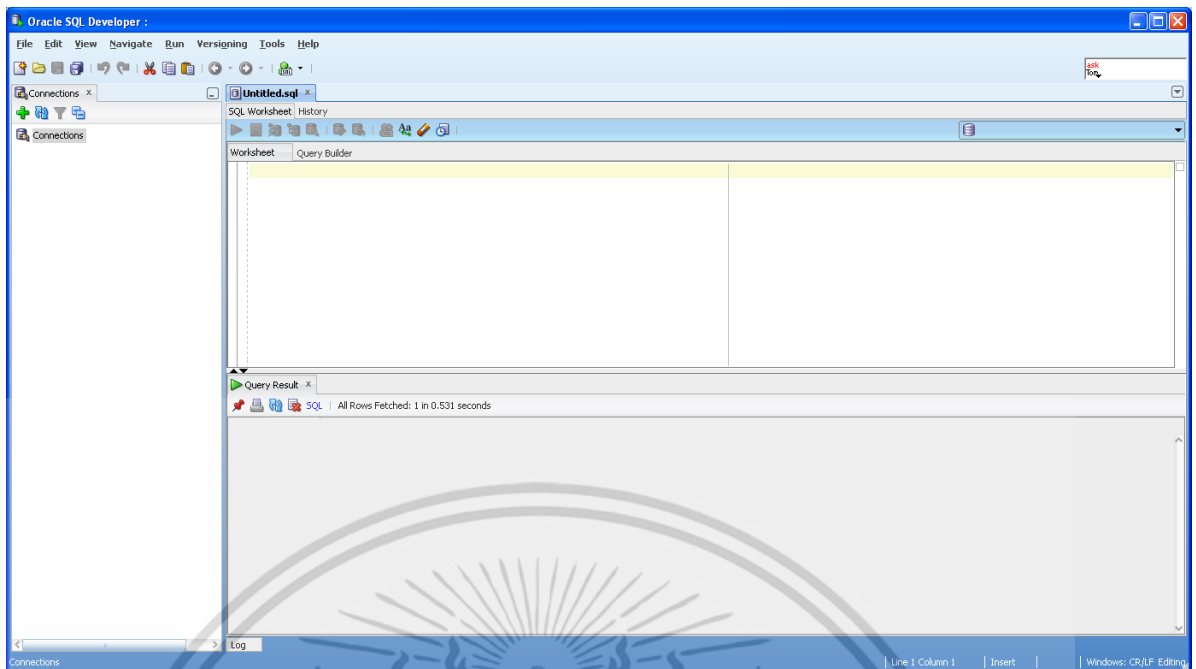 Oracle SQL Developer :
File Edit View Navigate Run Versioning Tools Help
ask
Tom
Connections
Untitled.sql
SQL Worksheet History
Connections
Worksheet Query Builder
Query Result
SQL All Rows Fetched: 1 in 0.531 seconds
Log
Connections Line 1 Column 1 Insert Windows: CR/LF Editing